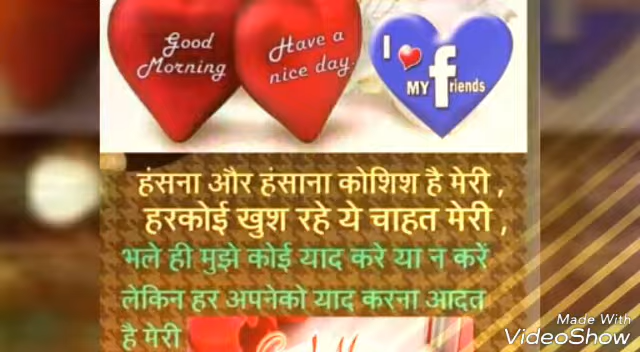 Good
Morning
Have a
nice day.
I
MY friends
हंसना और हंसाना कोशिश है मेरी ,
हरकोई खुश रहे ये चाहत मेरी ,
भले ही मुझे कोई याद करे या न करें
लेकिन हर अपनेको याद करना आदत
है मेरी
Made With
VideoShow